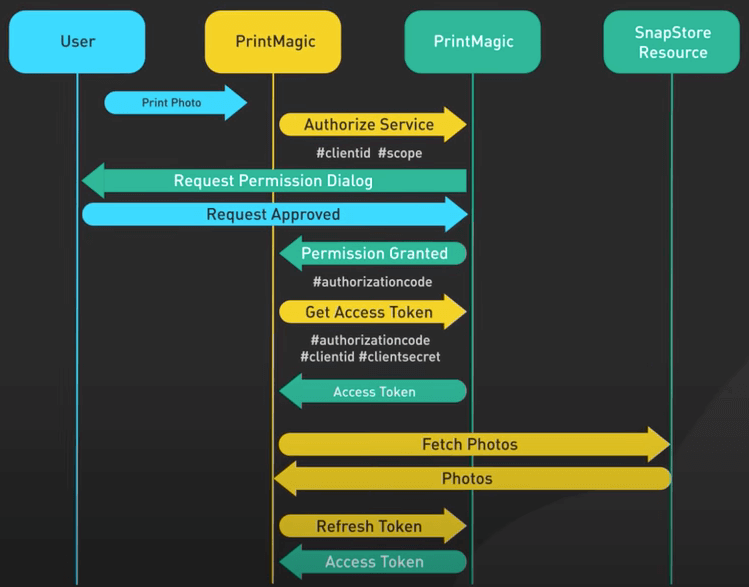 User
PrintMagic
PrintMagic
SnapStore
Resource
Print Photo
Authorize Service
#clientid #scope
Request Permission Dialog
Request Approved
Permission Granted
#authorizationcode
Get Access Token
#authorizationcode
#clientid #clientsecret
Access Token
Fetch Photos
Photos
Refresh Token
Access Token